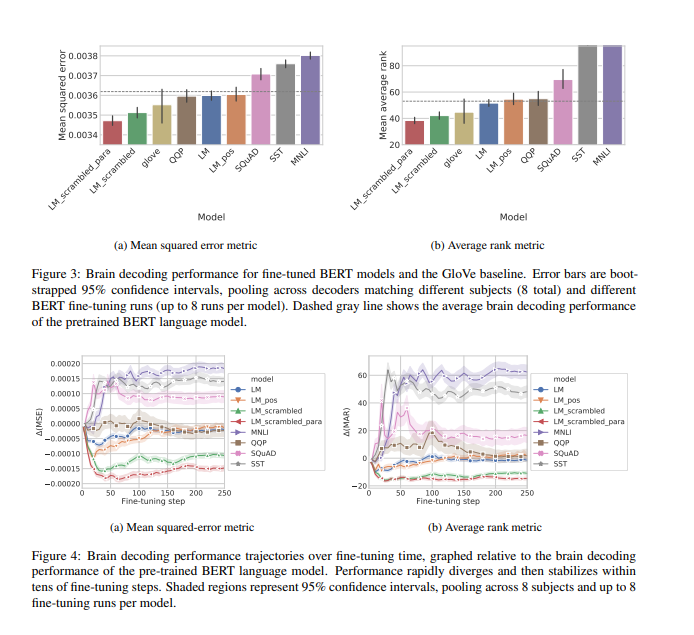 0.0038
0.0037
0.0036
0.0035
0.0034
Mean squared error
LM_scrambled_para
LM_scrambled
glove
QQP
LM
LM_pos
SQuAD
SST
MNLI
Model
80
60
40
20
Mean average rank
LM_scrambled_para
LM_scrambled
glove
LM
LM_pos
QQP
SQuAD
SST
MNLI
Model
(a) Mean squared error metric
(b) Average rank metric
Figure 3: Brain decoding performance for fine-tuned BERT models and the GloVe baseline. Error bars are boot-
strapped 95% confidence intervals, pooling across decoders matching different subjects (8 total) and different
BERT fine-tuning runs (up to 8 runs per model). Dashed gray line shows the average brain decoding performance
of the pretrained BERT language model.
0.00020
0.00015
0.00010
0.00005
0.00000
−0.00005
−0.00010
−0.00015
−0.00020
Δ(MSE)
0 50 100 150 200 250
Fine-tuning step
model
LM
LM_pos
LM_scrambled
LM_scrambled_para
MNLI
QQP
SQuAD
SST
60
40
20
0
−20
Δ(MAR)
0 50 100 150 200 250
Fine-tuning step
model
LM
LM_pos
LM_scrambled
LM_scrambled_para
MNLI
QQP
SQuAD
SST
(a) Mean squared-error metric
(b) Average rank metric
Figure 4: Brain decoding performance trajectories over fine-tuning time, graphed relative to the brain decoding
performance of the pre-trained BERT language model. Performance rapidly diverges and then stabilizes within
tens of fine-tuning steps. Shaded regions represent 95% confidence intervals, pooling across 8 subjects and up to 8
fine-tuning runs per model.